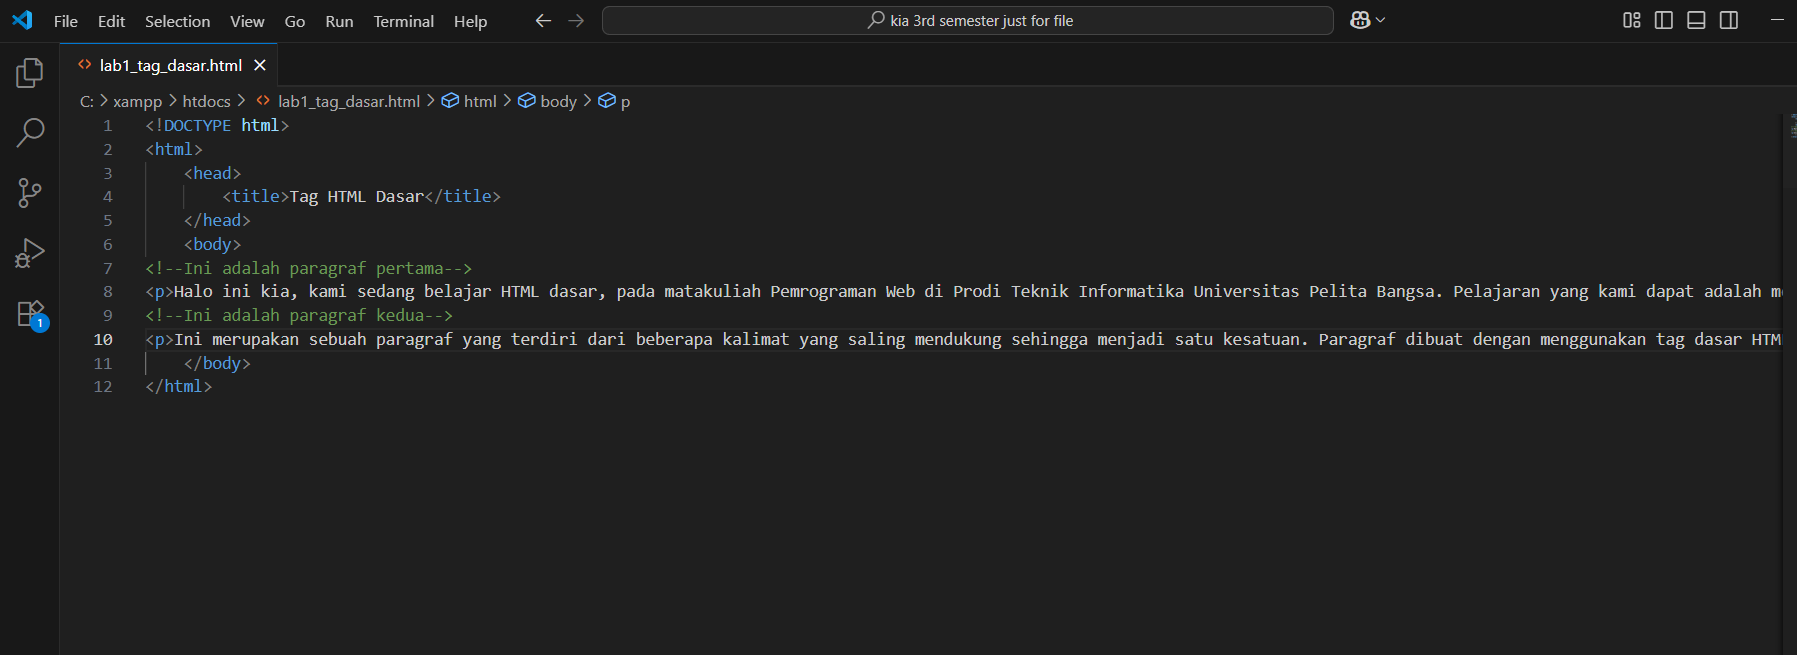 File Edit Selection View Go Run Terminal Help kia 3rd semester just for file
lab1_tag_dasar.html
C: > xampp > htdocs > lab1_tag_dasar.html > html > body > p
1 <!DOCTYPE html>
2 <html>
3 <head>
4 <title>Tag HTML Dasar</title>
5 </head>
6 <body>
7 <!--Ini adalah paragraf pertama-->
8 <p>Halo ini kia, kami sedang belajar HTML dasar, pada matakuliah Pemrograman Web di Prodi Teknik Informatika Universitas Pelita Bangsa. Pelajaran yang kami dapat adalah
9 <!--Ini adalah paragraf kedua-->
10 <p>Ini merupakan sebuah paragraf yang terdiri dari beberapa kalimat yang saling mendukung sehingga menjadi satu kesatuan. Paragraf dibuat dengan menggunakan tag dasar HTM
11 </body>
12 </html>
1